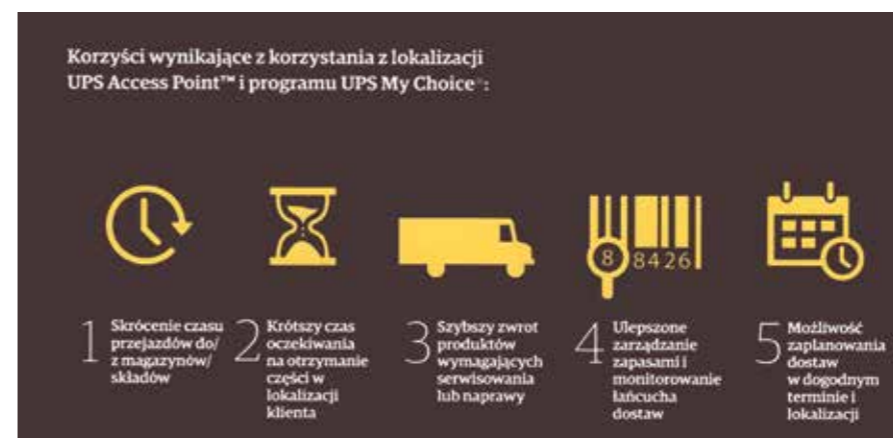 Korzyści wynikające z korzystania z lokalizacji
UPS Access Point™ i programu UPS My Choice®:
8 8426
1 Skrócenie czasu
przejazdów do/
z magazynów/
składów
2 Krótszy czas
oczekiwania
na otrzymanie
części w
lokalizacji
klienta
3 Szybszy zwrot
produktów
wymagających
serwisowania
lub naprawy
4 Ulepszone
zarządzanie
zapasami i
monitorowanie
łańcucha
dostaw
5 Możliwość
zaplanowania
dostaw
w dogodnym
terminie i
lokalizacji